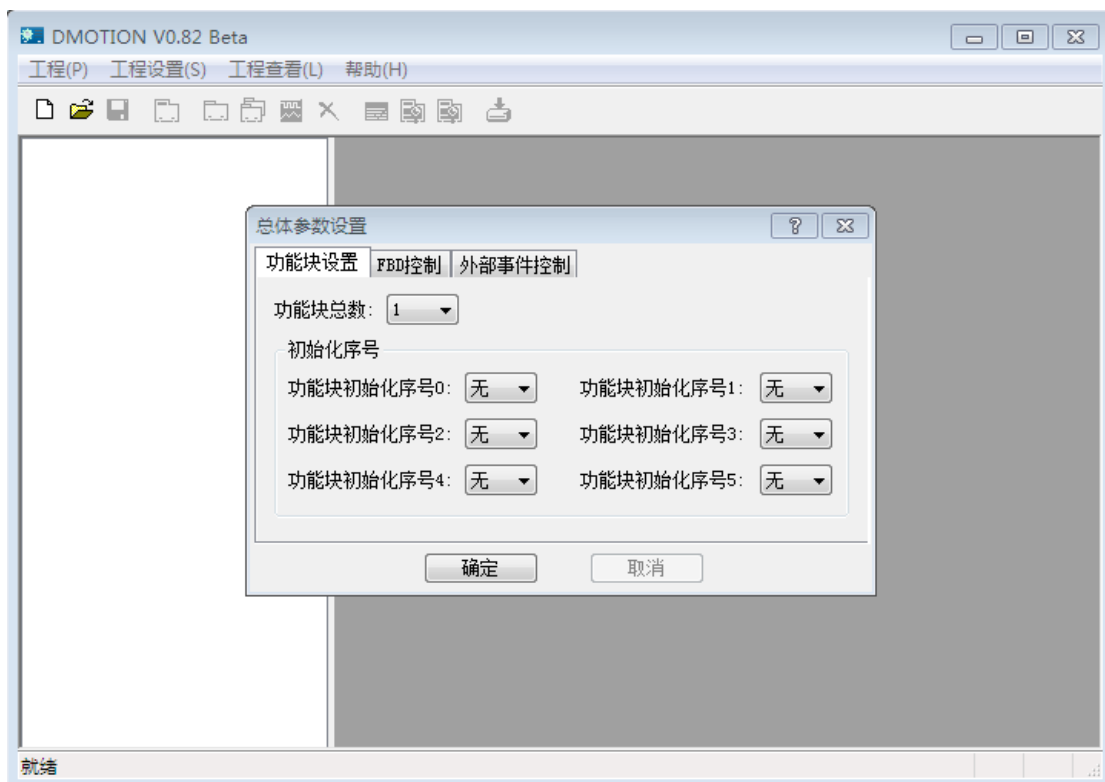 DMOTION V0.82 Beta
工程(P) 工程设置(S) 工程查看(L) 帮助(H)
总体参数设置
功能块设置 FBD控制 外部事件控制
功能块总数: 1
初始化序号
功能块初始化序号0: 无 功能块初始化序号1: 无
功能块初始化序号2: 无 功能块初始化序号3: 无
功能块初始化序号4: 无 功能块初始化序号5: 无
确定 取消
就绪